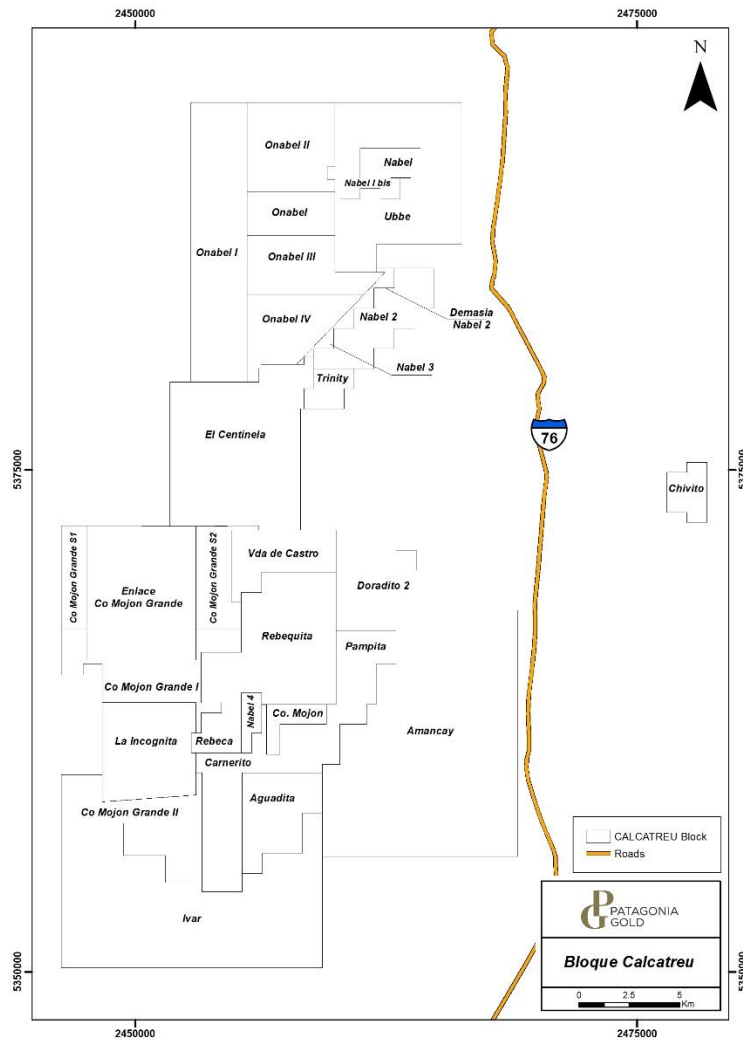 2450000
2475000
N
Onabel II
Nabel
Nabel I bis
Onabel
Ubbe
Onabel I
Onabel III
Onabel IV
Nabel 2
Demasia
Nabel 2
Nabel 3
Trinity
El Centinela
76
5375000
5375000
Chivito
Co Mojon Grande S1
Enlace
Co Mojon Grande
Co Mojon Grande S2
Vda de Castro
Doradito 2
Rebequita
Pampita
Co Mojon Grande I
Nabel 4
Co. Mojon
La Incognita
Rebeca
Amancay
Carnerito
Co Mojon Grande II
Aguadita
Ivar
CALCATREU Block
Roads
PG
PATAGONIA
GOLD
Bloque Calcatreu
0 2.5 5
Km
5350000
5350000
2450000
2475000